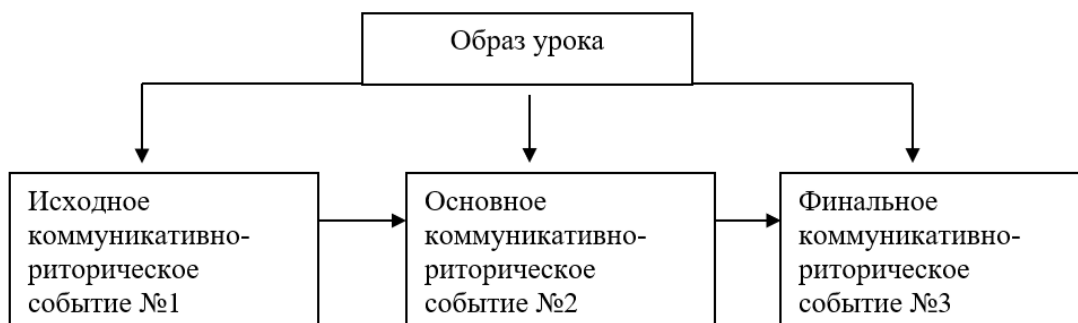 Образ урока
Исходное
коммуникативно-
риторическое
событие №1
Основное
коммуникативно-
риторическое
событие №2
Финальное
коммуникативно-
риторическое
событие №3